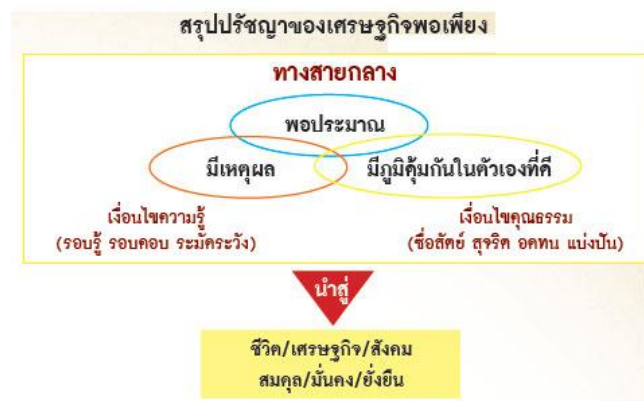 สรุปปรัชญาของเศรษฐกิจพอเพียง
ทางสายกลาง
พอประมาณ
มีเหตุผล
มีภูมิคุ้มกันในตัวเองที่ดี
เงื่อนไขความรู้
(รอบรู้ รอบคอบ ระมัดระวัง)
เงื่อนไขคุณธรรม
(ซื่อสัตย์ สุจริต อดทน แบ่งปัน)
นำสู่
ชีวิต/เศรษฐกิจ/สังคม
สมดุล/มั่นคง/ยั่งยืน